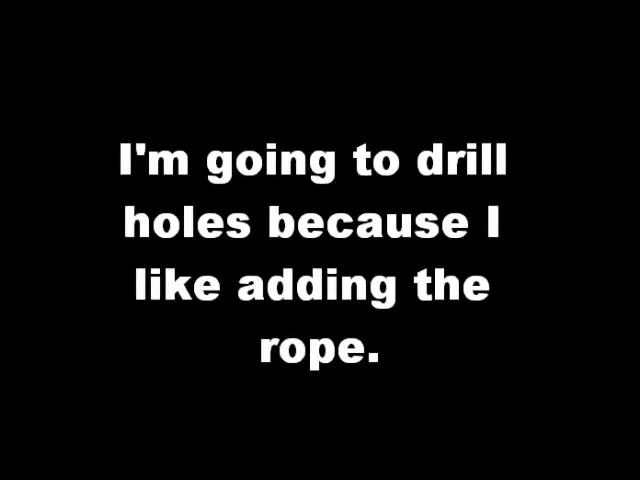 I'm going to drill
holes because I
like adding the
rope.